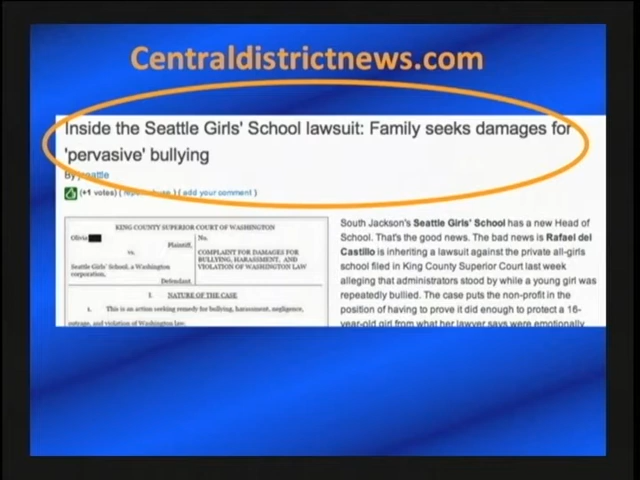 Centraldistrictnews.com
Inside the Seattle Girls' School lawsuit: Family seeks damages for
'pervasive' bullying
By jseattle
(+1 votes) ( report abuse ) ( add your comment )
KING COUNTY SUPERIOR COURT OF WASHINGTON
Olivia
Plaintiff,
vs.
Seattle Girls' School, a Washington
corporation,
Defendant.
No.
COMPLAINT FOR DAMAGES FOR
BULLYING, HARASSMENT, AND
VIOLATION OF WASHINGTON LAW
I. NATURE OF THE CASE
1. This is an action seeking remedy for bullying, harassment, negligence,
outrage, and violation of Washington law.
South Jackson's Seattle Girls' School has a new Head of
School. That's the good news. The bad news is Rafael del
Castillo is inheriting a lawsuit against the private all-girls
school filed in King County Superior Court last week
alleging that administrators stood by while a young girl was
repeatedly bullied. The case puts the non-profit in the
position of having to prove it did enough to protect a 16-
year-old girl from what her lawyer says were emotionally